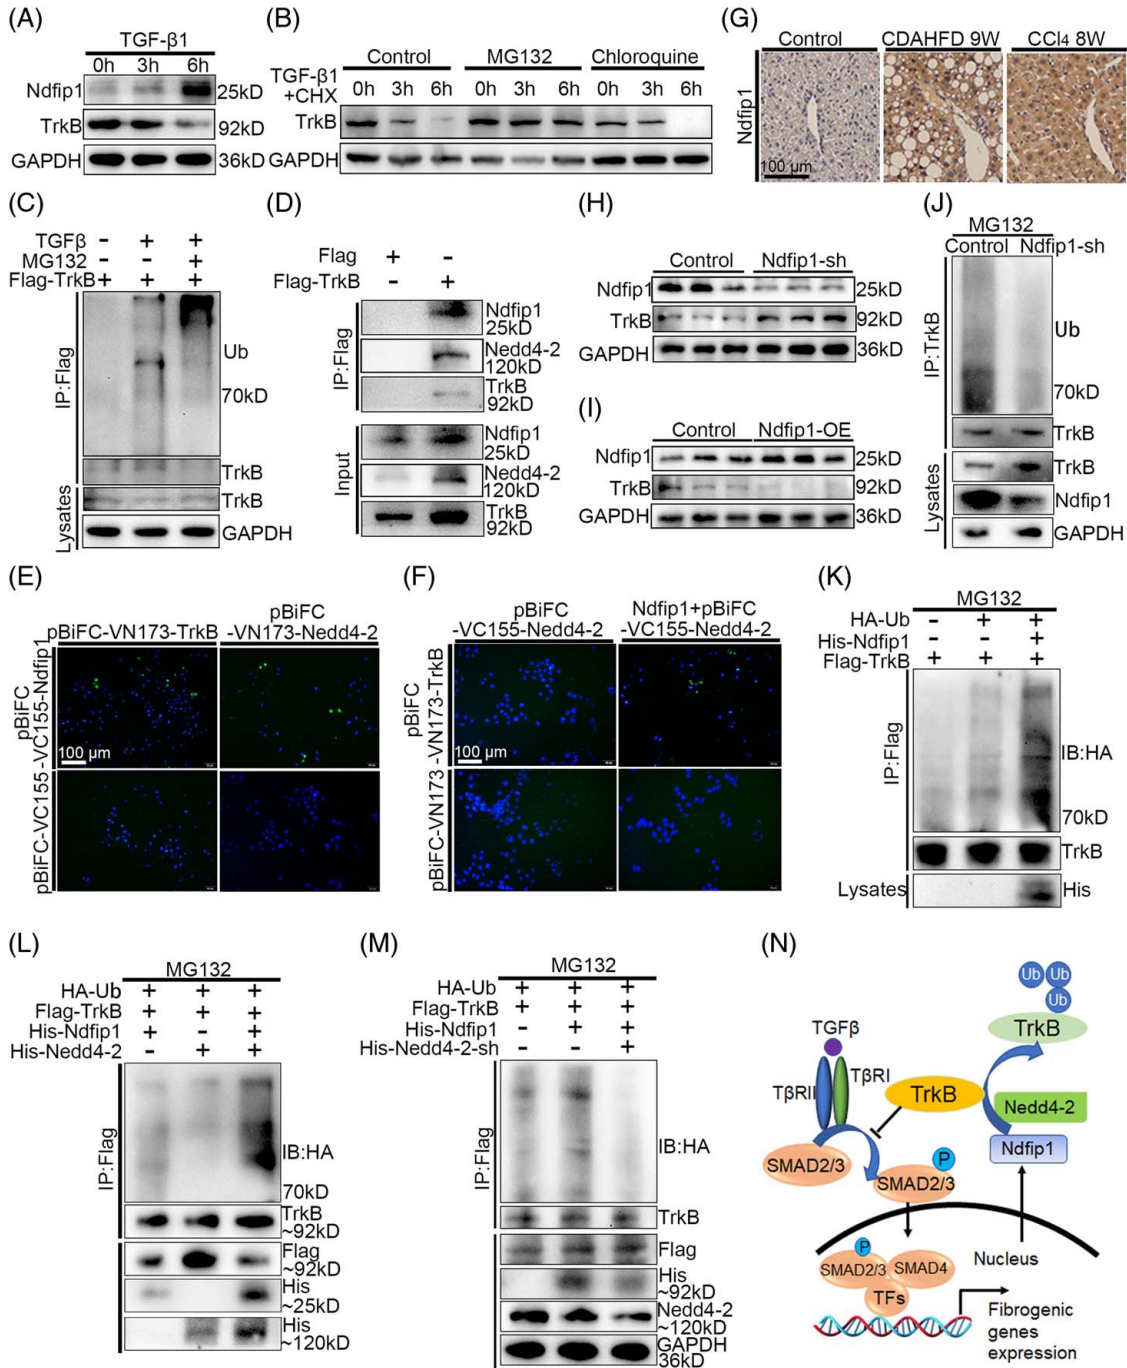 (A)
TGF-β1
0h 3h 6h
Ndfip1 25kD
TrkB 92kD
GAPDH 36kD
(B)
Control MG132 Chloroquine
TGF-β1
+CHX
0h 3h 6h 0h 3h 6h 0h 3h 6h
TrkB
GAPDH
(G)
Control CDAHFD 9W CCl4 8W
Ndfip1
100 μm
(C)
TGFβ - + +
MG132 - - +
Flag-TrkB + + +
IP:Flag
Ub
70kD
TrkB
Lysates
TrkB
GAPDH
(D)
Flag + -
Flag-TrkB - +
IP:Flag
Ndfip1
25kD
Nedd4-2
120kD
TrkB
92kD
Input
Ndfip1
25kD
Nedd4-2
120kD
TrkB
92kD
(H)
Control Ndfip1-sh
Ndfip1 25kD
TrkB 92kD
GAPDH 36kD
(I)
Control Ndfip1-OE
Ndfip1 25kD
TrkB 92kD
GAPDH 36kD
(J)
MG132
Control Ndfip1-sh
IP:TrkB
Ub
70kD
TrkB
Lysates
TrkB
Ndfip1
GAPDH
(E)
pBiFC-VN173-TrkB
pBiFC
-VN173-Nedd4-2
pBiFC
-VC155-Ndfip1
pBiFC-VC155
100 μm
(F)
pBiFC
-VC155-Nedd4-2
Ndfip1+pBiFC
-VC155-Nedd4-2
pBiFC
-VN173-TrkB
pBiFC-VN173
100 μm
(K)
MG132
HA-Ub - + +
His-Ndfip1 - - +
Flag-TrkB + + +
IP:Flag
IB:HA
70kD
TrkB
Lysates
His
(L)
MG132
HA-Ub + + +
Flag-TrkB + + +
His-Ndfip1 + - +
His-Nedd4-2 - + +
IP:Flag
IB:HA
70kD
TrkB
~92kD
Flag
~92kD
His
~25kD
His
~120kD
(M)
MG132
HA-Ub + + +
Flag-TrkB + + +
His-Ndfip1 - + +
His-Nedd4-2-sh - - +
IP:Flag
IB:HA
TrkB
Flag
His
~92kD
Nedd4-2
~120kD
GAPDH
36kD
(N)
Ub Ub
Ub
TrkB
TGFβ
TβRII
TβRI
TrkB
Nedd4-2
Ndfip1
SMAD2/3
P
SMAD2/3
Nucleus
P
SMAD2/3
SMAD4
TFs
Fibrogenic
genes
expression